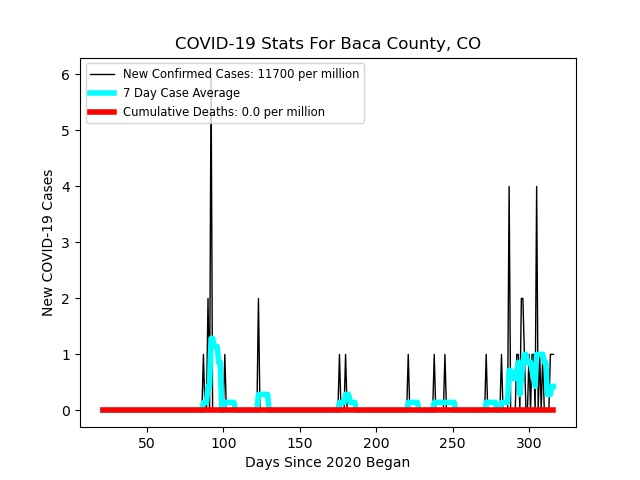 COVID-19 Stats For Baca County, CO
New Confirmed Cases: 11700 per million
7 Day Case Average
Cumulative Deaths: 0.0 per million
New COVID-19 Cases
6
5
4
3
2
1
0
50 100 150 200 250 300
Days Since 2020 Began